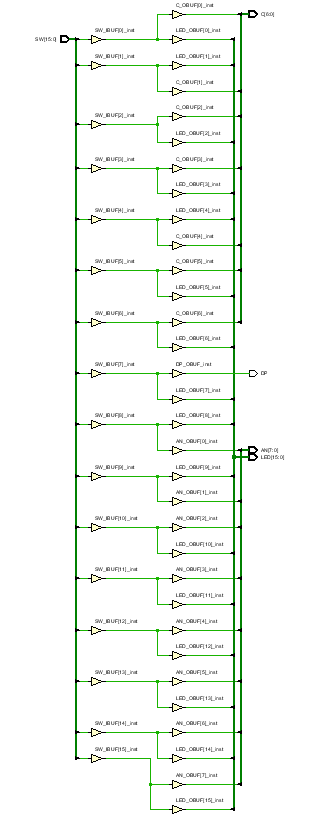 C_OBUF[0]_inst
C[6:0]
SW_IBUF[0]_inst
LED_OBUF[0]_inst
SW[15:0]
SW_IBUF[1]_inst
LED_OBUF[1]_inst
C_OBUF[1]_inst
C_OBUF[2]_inst
SW_IBUF[2]_inst
LED_OBUF[2]_inst
SW_IBUF[3]_inst
C_OBUF[3]_inst
LED_OBUF[3]_inst
SW_IBUF[4]_inst
LED_OBUF[4]_inst
C_OBUF[4]_inst
SW_IBUF[5]_inst
C_OBUF[5]_inst
LED_OBUF[5]_inst
SW_IBUF[6]_inst
C_OBUF[6]_inst
LED_OBUF[6]_inst
SW_IBUF[7]_inst
DP_OBUF_inst
DP
LED_OBUF[7]_inst
SW_IBUF[8]_inst
LED_OBUF[8]_inst
AN_OBUF[0]_inst
AN[7:0]
LED[15:0]
SW_IBUF[9]_inst
LED_OBUF[9]_inst
AN_OBUF[1]_inst
SW_IBUF[10]_inst
AN_OBUF[2]_inst
LED_OBUF[10]_inst
SW_IBUF[11]_inst
AN_OBUF[3]_inst
LED_OBUF[11]_inst
SW_IBUF[12]_inst
AN_OBUF[4]_inst
LED_OBUF[12]_inst
SW_IBUF[13]_inst
AN_OBUF[5]_inst
LED_OBUF[13]_inst
SW_IBUF[14]_inst
AN_OBUF[6]_inst
SW_IBUF[15]_inst
LED_OBUF[14]_inst
AN_OBUF[7]_inst
LED_OBUF[15]_inst